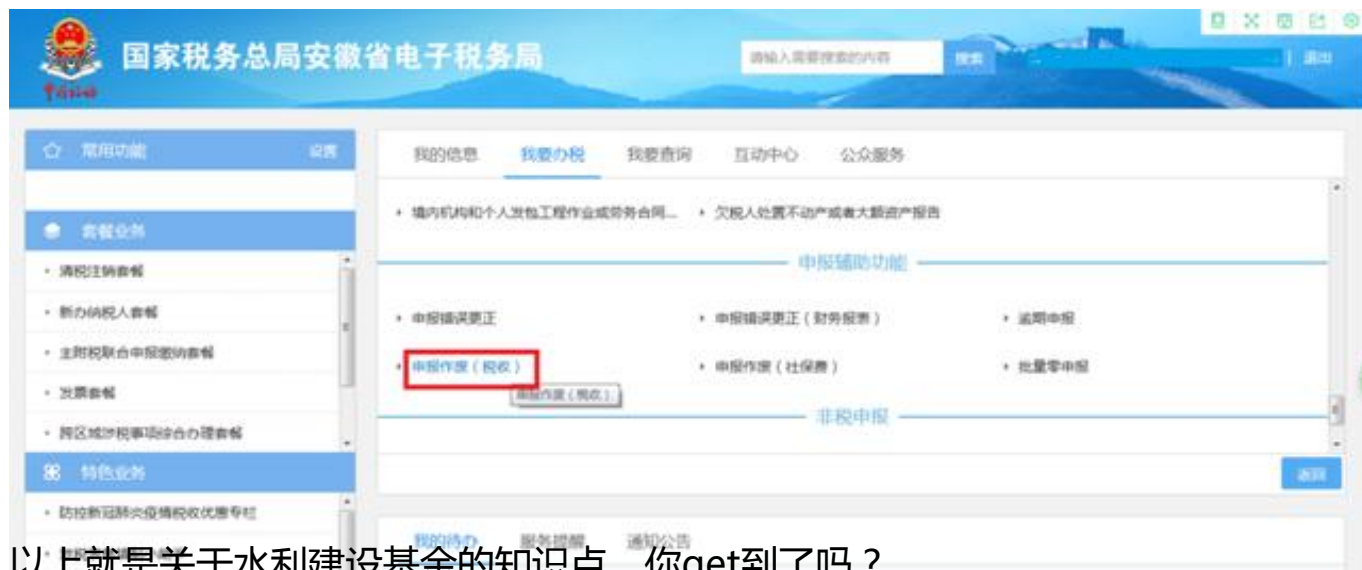 国家税务总局安徽省电子税务局
请输入需要搜索的内容 搜索 退出
常用功能 设置
我的信息 我要办税 我要查询 互动中心 公众服务
境内机构和个人发包工程作业或劳务合同... 欠税人处置不动产或者大额资产报告
套餐业务
申报辅助功能
清税注销套餐
新办纳税人套餐
申报错误更正 申报错误更正（财务报表） 逾期申报
主附税联合申报缴纳套餐
申报作废（税收） 申报作废（社保费） 批量零申报
发票套餐
申报作废（税收）
非税申报
跨区域涉税事项综合办理套餐
特色业务
返回
防控新冠肺炎疫情税收优惠专栏
我的待办 服务提醒 通知公告
以上就是关于水利建设基金的知识点，你get到了吗？